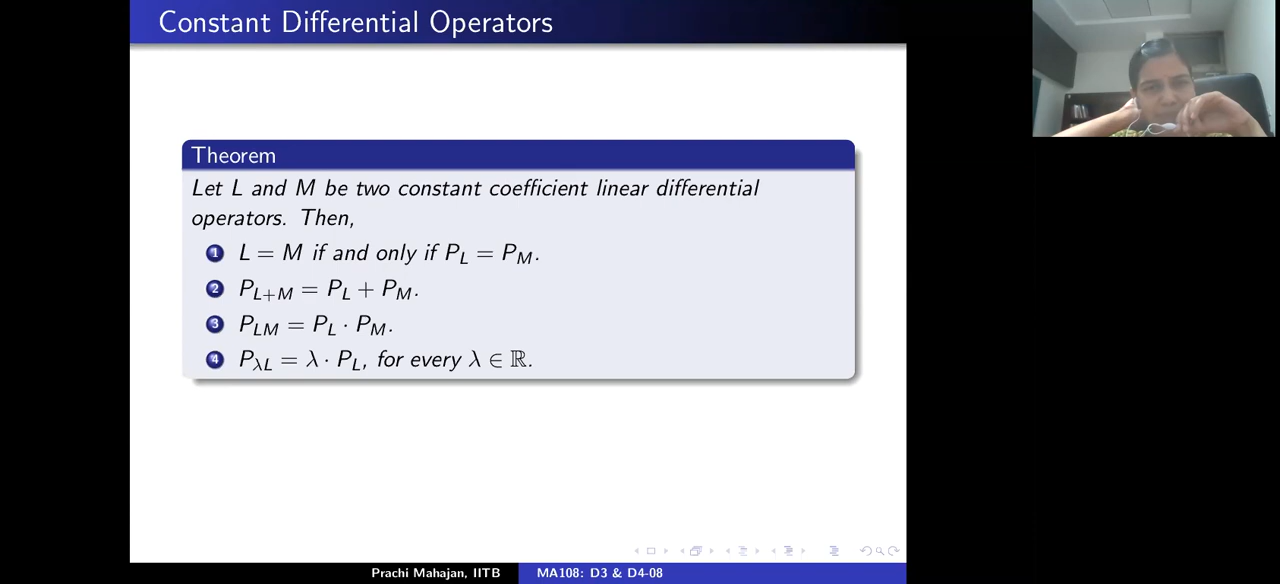 Constant Differential Operators
Theorem
Let L and M be two constant coefficient linear differential
operators. Then,
1 L = M if and only if P_L = P_M.
2 P_{L+M} = P_L + P_M.
3 P_{LM} = P_L · P_M.
4 P_{λL} = λ · P_L, for every λ ∈ ℝ.
Prachi Mahajan, IITB
MA108: D3 & D4-08